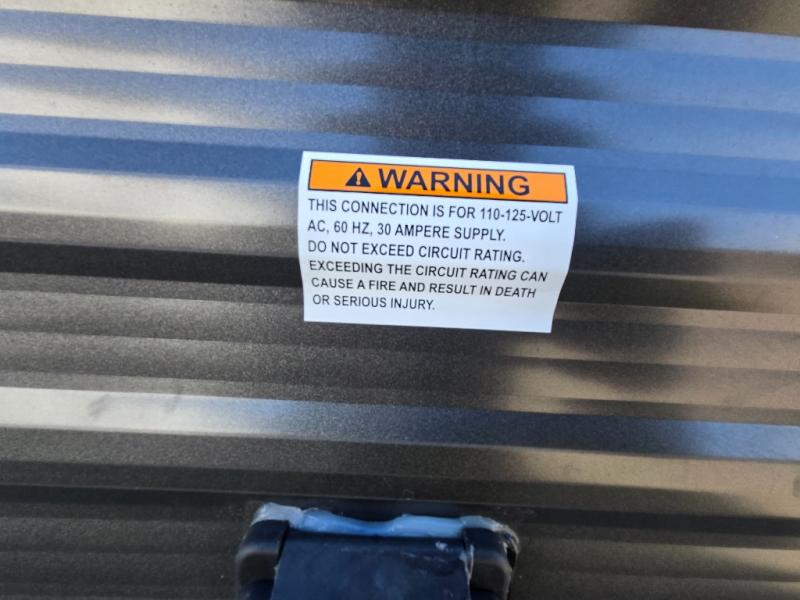 WARNING
THIS CONNECTION IS FOR 110-125-VOLT
AC, 60 HZ, 30 AMPERE SUPPLY.
DO NOT EXCEED CIRCUIT RATING.
EXCEEDING THE CIRCUIT RATING CAN
CAUSE A FIRE AND RESULT IN DEATH
OR SERIOUS INJURY.